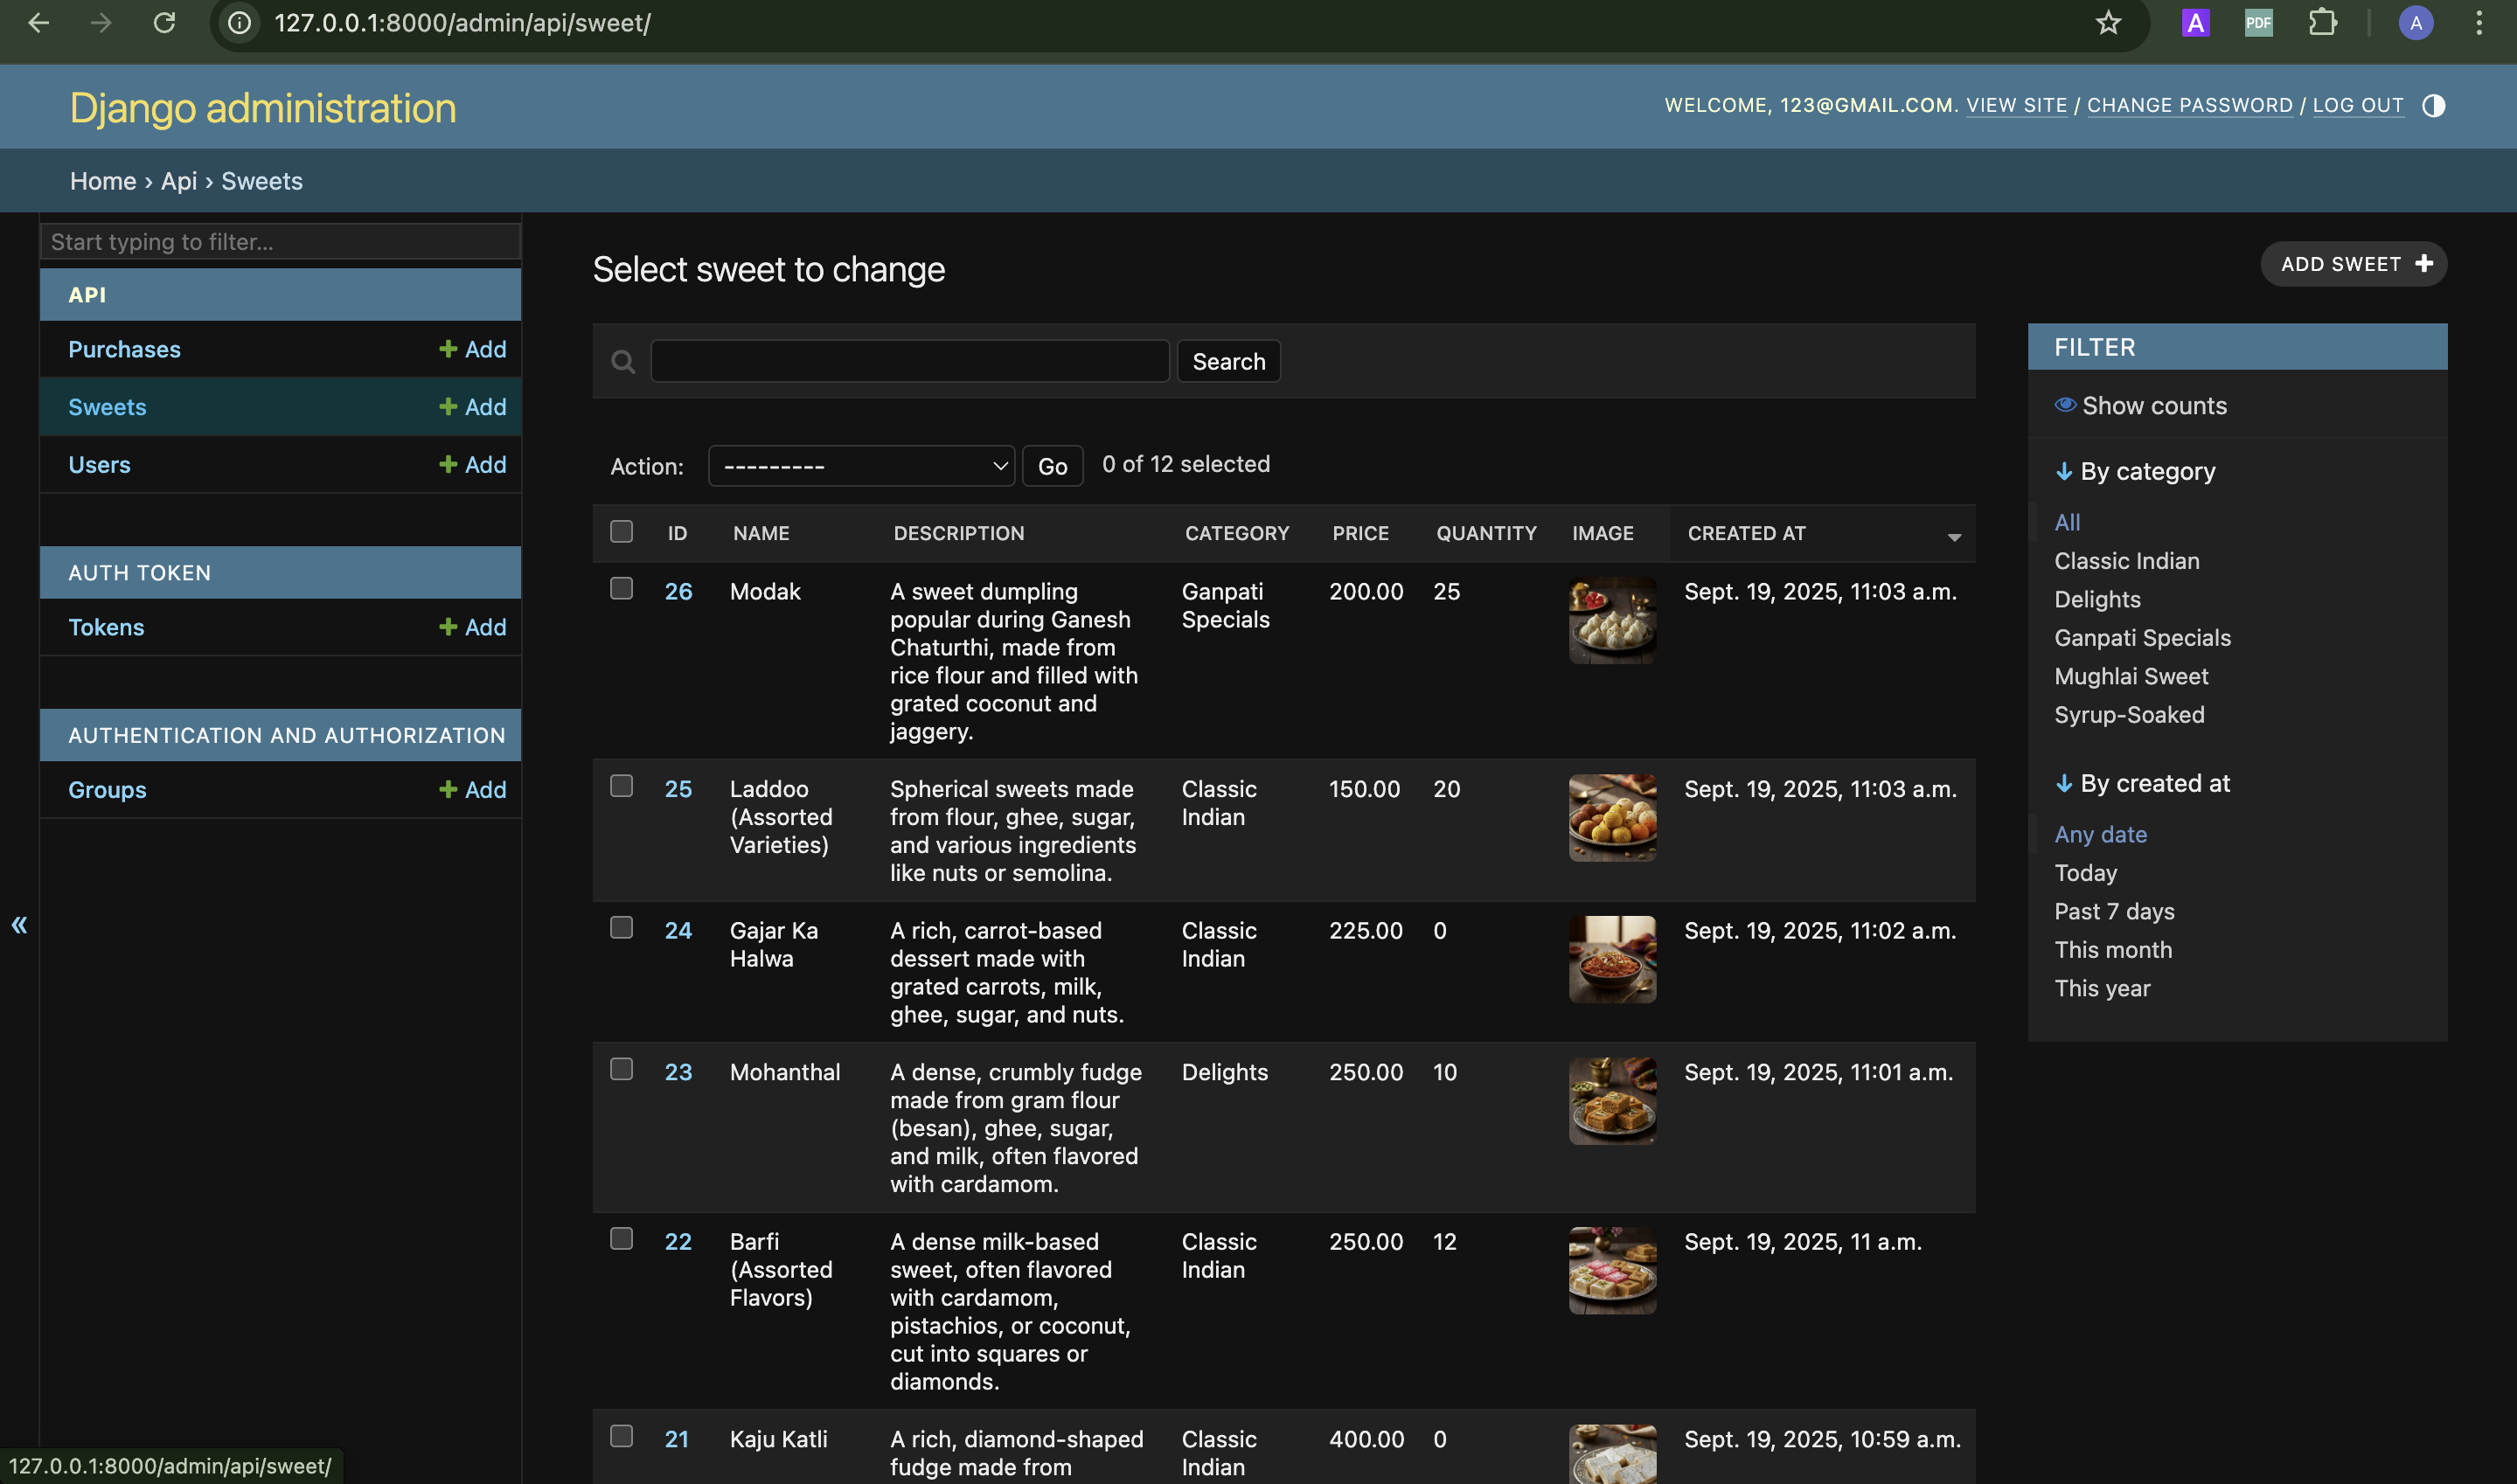 127.0.0.1:8000/admin/api/sweet/
A
PDF
A
Django administration
WELCOME, 123@GMAIL.COM. VIEW SITE / CHANGE PASSWORD / LOG OUT
Home › Api › Sweets
Start typing to filter...
API
Purchases + Add
Sweets + Add
Users + Add
AUTH TOKEN
Tokens + Add
AUTHENTICATION AND AUTHORIZATION
Groups + Add
«
Select sweet to change
ADD SWEET +
Search
Action: --------- Go 0 of 12 selected
ID NAME DESCRIPTION CATEGORY PRICE QUANTITY IMAGE CREATED AT
26 Modak A sweet dumpling Ganpati 200.00 25 Sept. 19, 2025, 11:03 a.m.
popular during Ganesh Specials
Chaturthi, made from
rice flour and filled with
grated coconut and
jaggery.
25 Laddoo Spherical sweets made Classic 150.00 20 Sept. 19, 2025, 11:03 a.m.
(Assorted from flour, ghee, sugar, Indian
Varieties) and various ingredients
like nuts or semolina.
24 Gajar Ka A rich, carrot-based Classic 225.00 0 Sept. 19, 2025, 11:02 a.m.
Halwa dessert made with Indian
grated carrots, milk,
ghee, sugar, and nuts.
23 Mohanthal A dense, crumbly fudge Delights 250.00 10 Sept. 19, 2025, 11:01 a.m.
made from gram flour
(besan), ghee, sugar,
and milk, often flavored
with cardamom.
22 Barfi A dense milk-based Classic 250.00 12 Sept. 19, 2025, 11 a.m.
(Assorted sweet, often flavored Indian
Flavors) with cardamom,
pistachios, or coconut,
cut into squares or
diamonds.
21 Kaju Katli A rich, diamond-shaped Classic 400.00 0 Sept. 19, 2025, 10:59 a.m.
fudge made from Indian
FILTER
Show counts
↓ By category
All
Classic Indian
Delights
Ganpati Specials
Mughlai Sweet
Syrup-Soaked
↓ By created at
Any date
Today
Past 7 days
This month
This year
127.0.0.1:8000/admin/api/sweet/